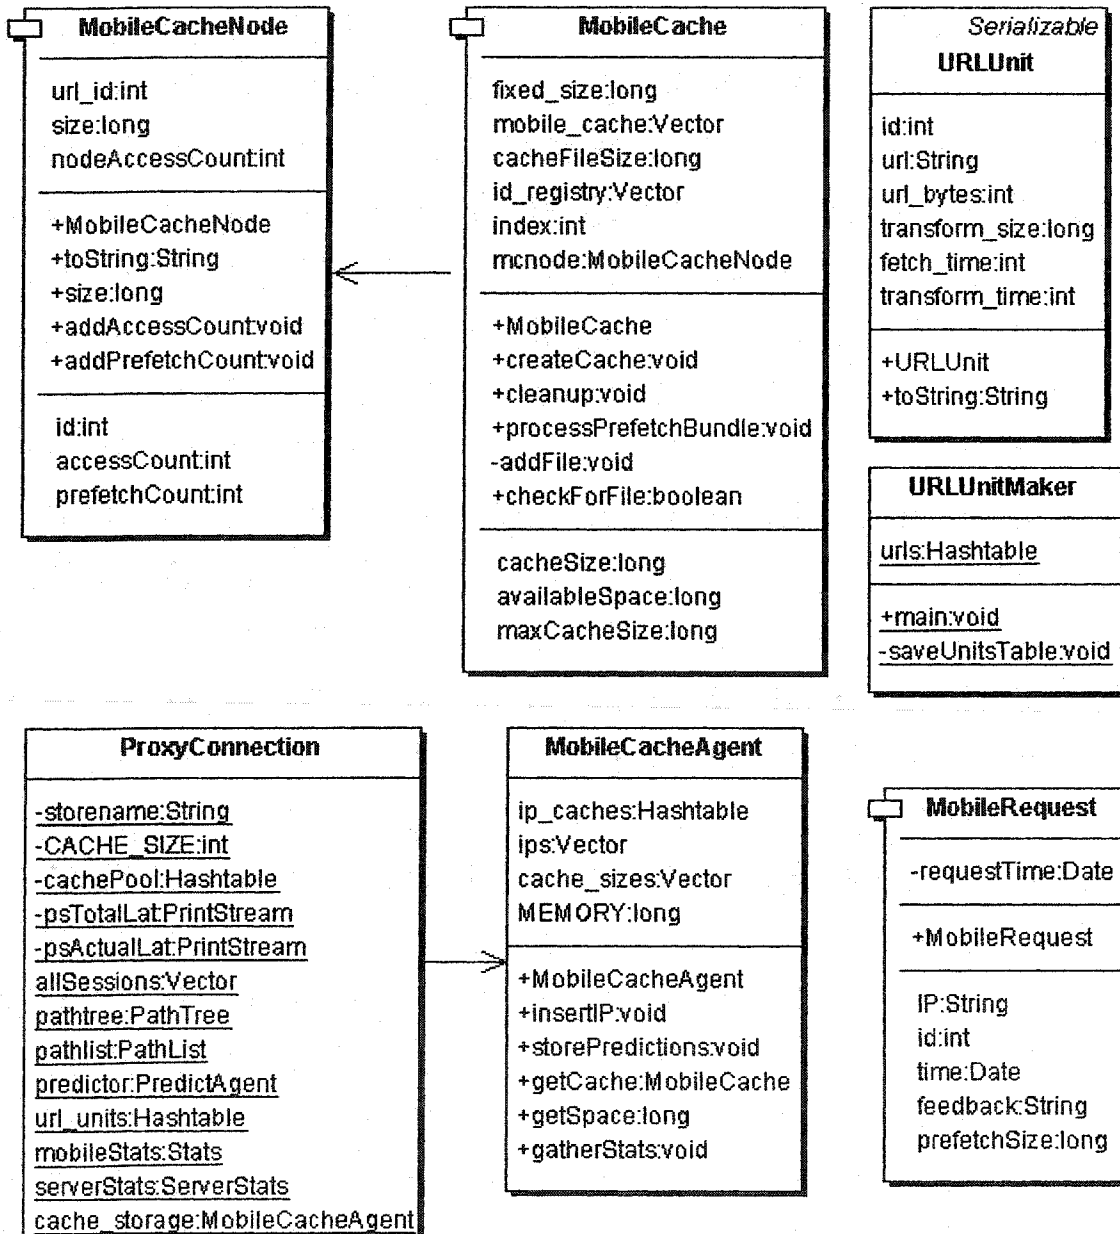 MobileCacheNode
url_id:int
size:long
nodeAccessCount:int
+MobileCacheNode
+toString:String
+size:long
+addAccessCount:void
+addPrefetchCount:void
id:int
accessCount:int
prefetchCount:int
MobileCache
fixed_size:long
mobile_cache:Vector
cacheFileSize:long
id_registry:Vector
index:int
mcnode:MobileCacheNode
+MobileCache
+createCache:void
+cleanup:void
+processPrefetchBundle:void
-addFile:void
+checkForFile:boolean
cacheSize:long
availableSpace:long
maxCacheSize:long
Serializable
URLUnit
id:int
url:String
url_bytes:int
transform_size:long
fetch_time:int
transform_time:int
+URLUnit
+toString:String
URLUnitMaker
urls:Hashtable
+main:void
-saveUnitsTable:void
ProxyConnection
-storename:String
-CACHE_SIZE:int
-cachePool:Hashtable
-psTotalLat:PrintStream
-psActualLat:PrintStream
allSessions:Vector
pathtree:PathTree
pathlist:PathList
predictor:PredictAgent
url_units:Hashtable
mobileStats:Stats
serverStats:ServerStats
cache_storage:MobileCacheAgent
MobileCacheAgent
ip_caches:Hashtable
ips:Vector
cache_sizes:Vector
MEMORY:long
+MobileCacheAgent
+insertIP:void
+storePredictions:void
+getCache:MobileCache
+getSpace:long
+gatherStats:void
MobileRequest
-requestTime:Date
+MobileRequest
IP:String
id:int
time:Date
feedback:String
prefetchSize:long